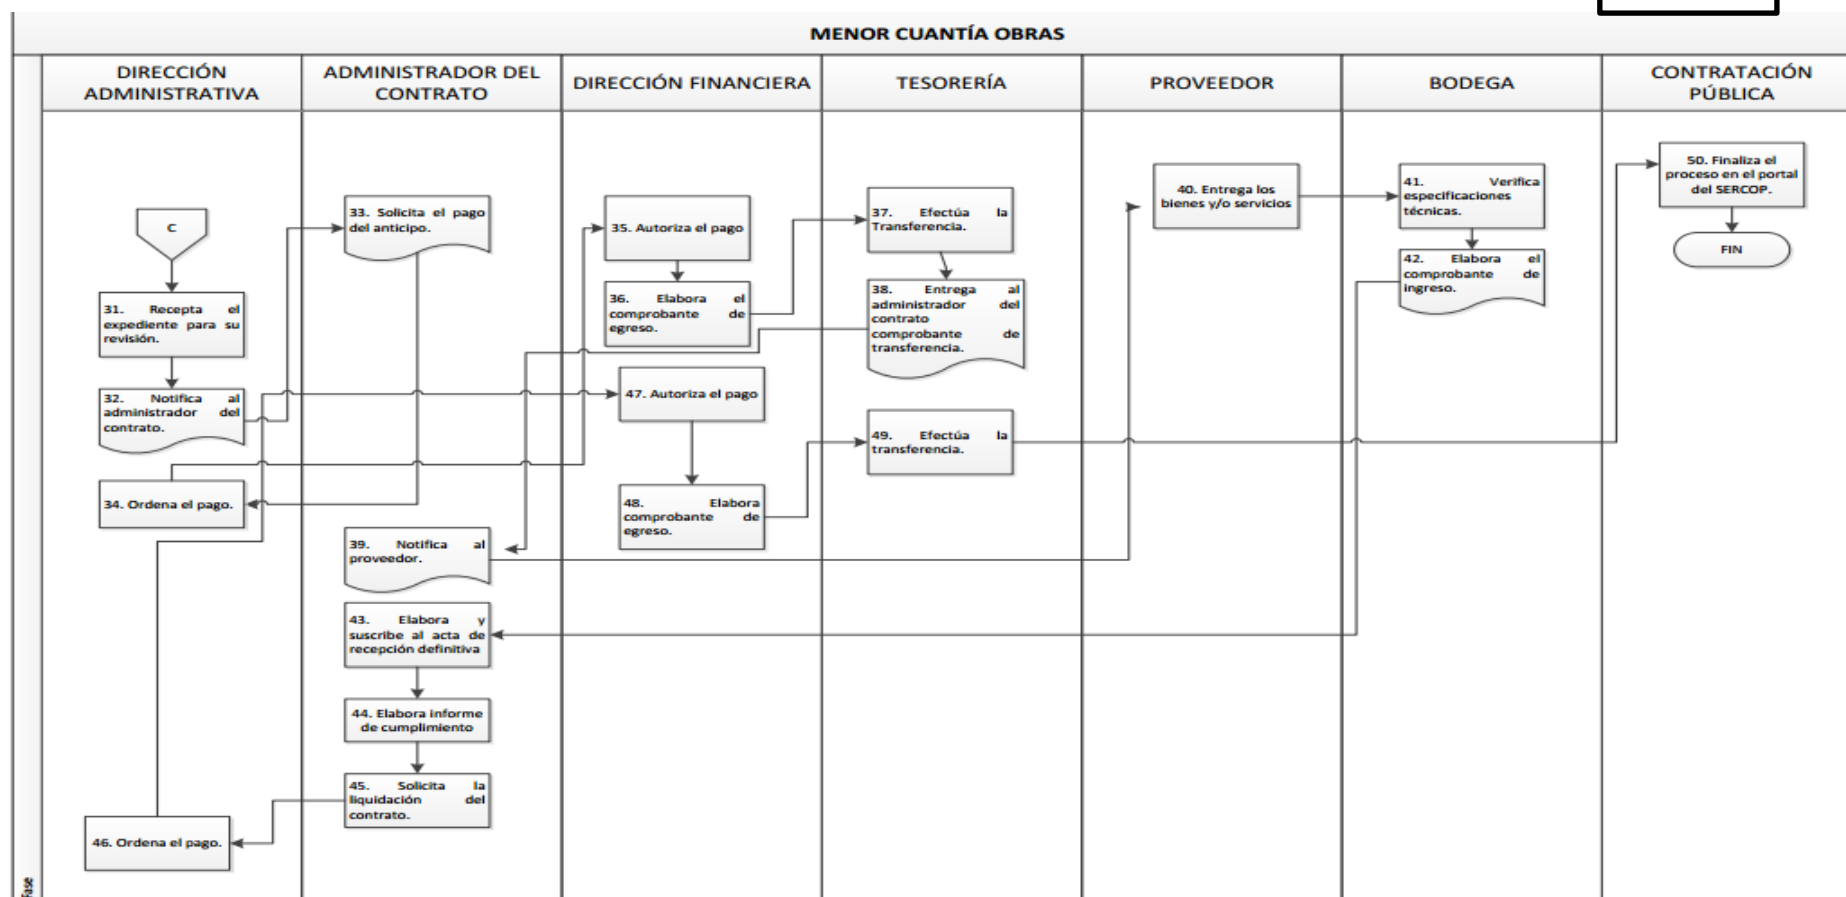 MENOR CUANTÍA OBRAS
DIRECCIÓN
ADMINISTRATIVA
ADMINISTRADOR DEL
CONTRATO
DIRECCIÓN FINANCIERA
TESORERÍA
PROVEEDOR
BODEGA
CONTRATACIÓN
PÚBLICA
C
31. Recepta el
expediente para su
revisión.
32. Notifica al
administrador del
contrato.
34. Ordena el pago.
46. Ordena el pago.
33. Solicita el pago
del anticipo.
39. Notifica al
proveedor.
43. Elabora y
suscribe al acta de
recepción definitiva
44. Elabora informe
de cumplimiento
45. Solicita la
liquidación del
contrato.
35. Autoriza el pago
36. Elabora el
comprobante de
egreso.
47. Autoriza el pago
48. Elabora
comprobante de
egreso.
37. Efectúa la
Transferencia.
38. Entrega al
administrador del
contrato
comprobante de
transferencia.
49. Efectúa la
transferencia.
40. Entrega los
bienes y/o servicios
41. Verifica
especificaciones
técnicas.
42. Elabora el
comprobante de
ingreso.
50. Finaliza el
proceso en el portal
del SERCOP.
FIN
Fase